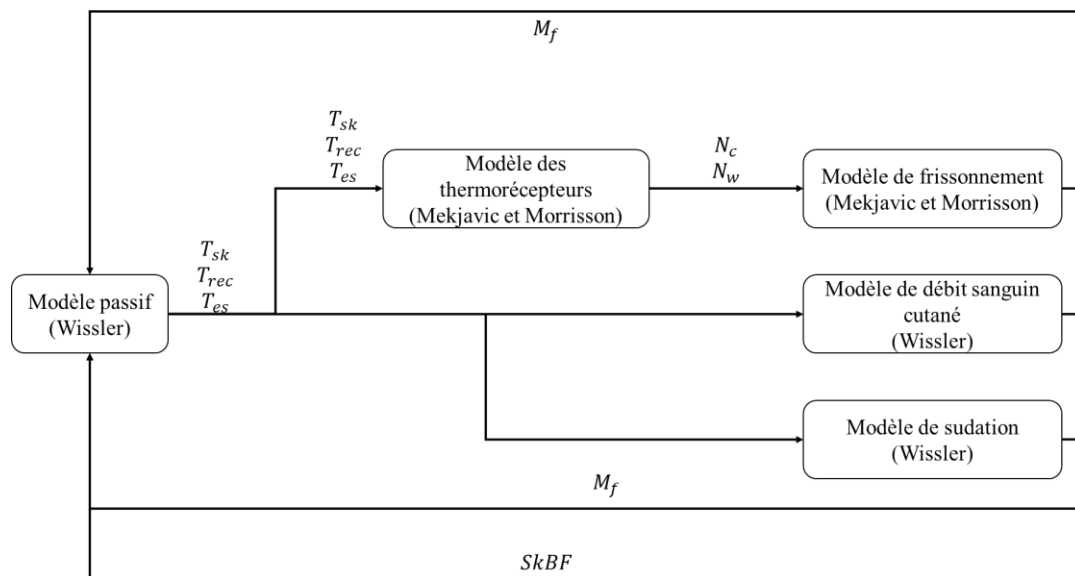 M_f
T_sk
T_rec
T_es
Modèle des
thermorécepteurs
(Mekjavic et Morrisson)
N_c
N_w
Modèle de frissonnement
(Mekjavic et Morrisson)
T_sk
T_rec
T_es
Modèle passif
(Wissler)
Modèle de débit sanguin
cutané
(Wissler)
Modèle de sudation
(Wissler)
M_f
SkBF